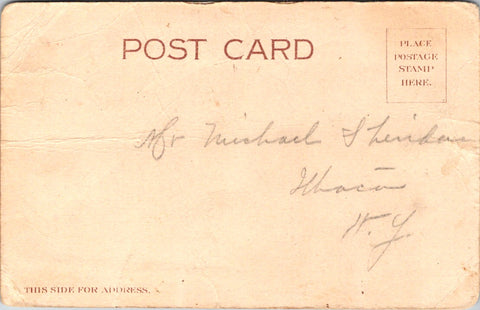 POST CARD
PLACE
POSTAGE
STAMP
HERE.
Mr Michael Sheridan
Ithaca
N.Y.
THIS SIDE FOR ADDRESS.